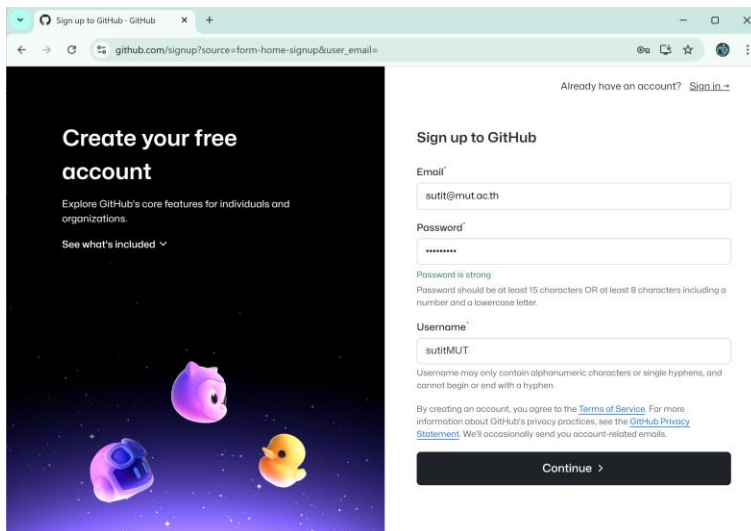 Sign up to GitHub · GitHub
github.com/signup?source=form-home-signup&user_email=
Already have an account? Sign in →
Create your free
account
Explore GitHub's core features for individuals and
organizations.
See what's included
Sign up to GitHub
Email*
sutit@mut.ac.th
Password*
•••••••••
Password is strong
Password should be at least 15 characters OR at least 8 characters including a
number and a lowercase letter.
Username*
sutitMUT
Username may only contain alphanumeric characters or single hyphens, and
cannot begin or end with a hyphen.
By creating an account, you agree to the Terms of Service. For more
information about GitHub's privacy practices, see the GitHub Privacy
Statement. We'll occasionally send you account-related emails.
Continue >